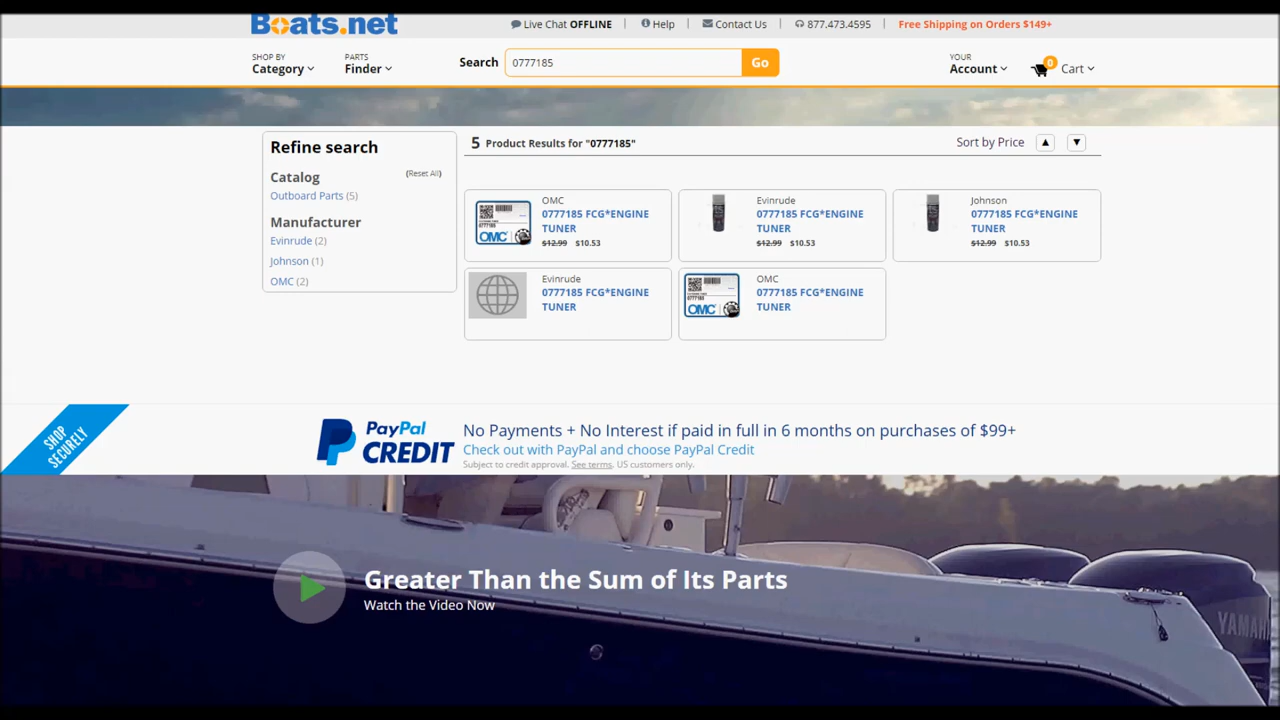 Boats.net
Live Chat OFFLINE | Help | Contact Us | 877.473.4595 | Free Shipping on Orders $149+
SHOP BY
Category
PARTS
Finder
Search 0777185 Go
YOUR
Account
0
Cart
Refine search
Catalog (Reset All)
Outboard Parts (5)
Manufacturer
Evinrude (2)
Johnson (1)
OMC (2)
5 Product Results for "0777185"
Sort by Price ▲ ▼
OMC
OMC
0777185 FCG*ENGINE
TUNER
$12.99 $10.53
Evinrude
0777185 FCG*ENGINE
TUNER
$12.99 $10.53
Johnson
0777185 FCG*ENGINE
TUNER
$12.99 $10.53
Evinrude
0777185 FCG*ENGINE
TUNER
OMC
OMC
0777185 FCG*ENGINE
TUNER
SHOP
SECURELY
PayPal
CREDIT
No Payments + No Interest if paid in full in 6 months on purchases of $99+
Check out with PayPal and choose PayPal Credit
Subject to credit approval. See terms. US customers only.
Greater Than the Sum of Its Parts
Watch the Video Now
YAMAH